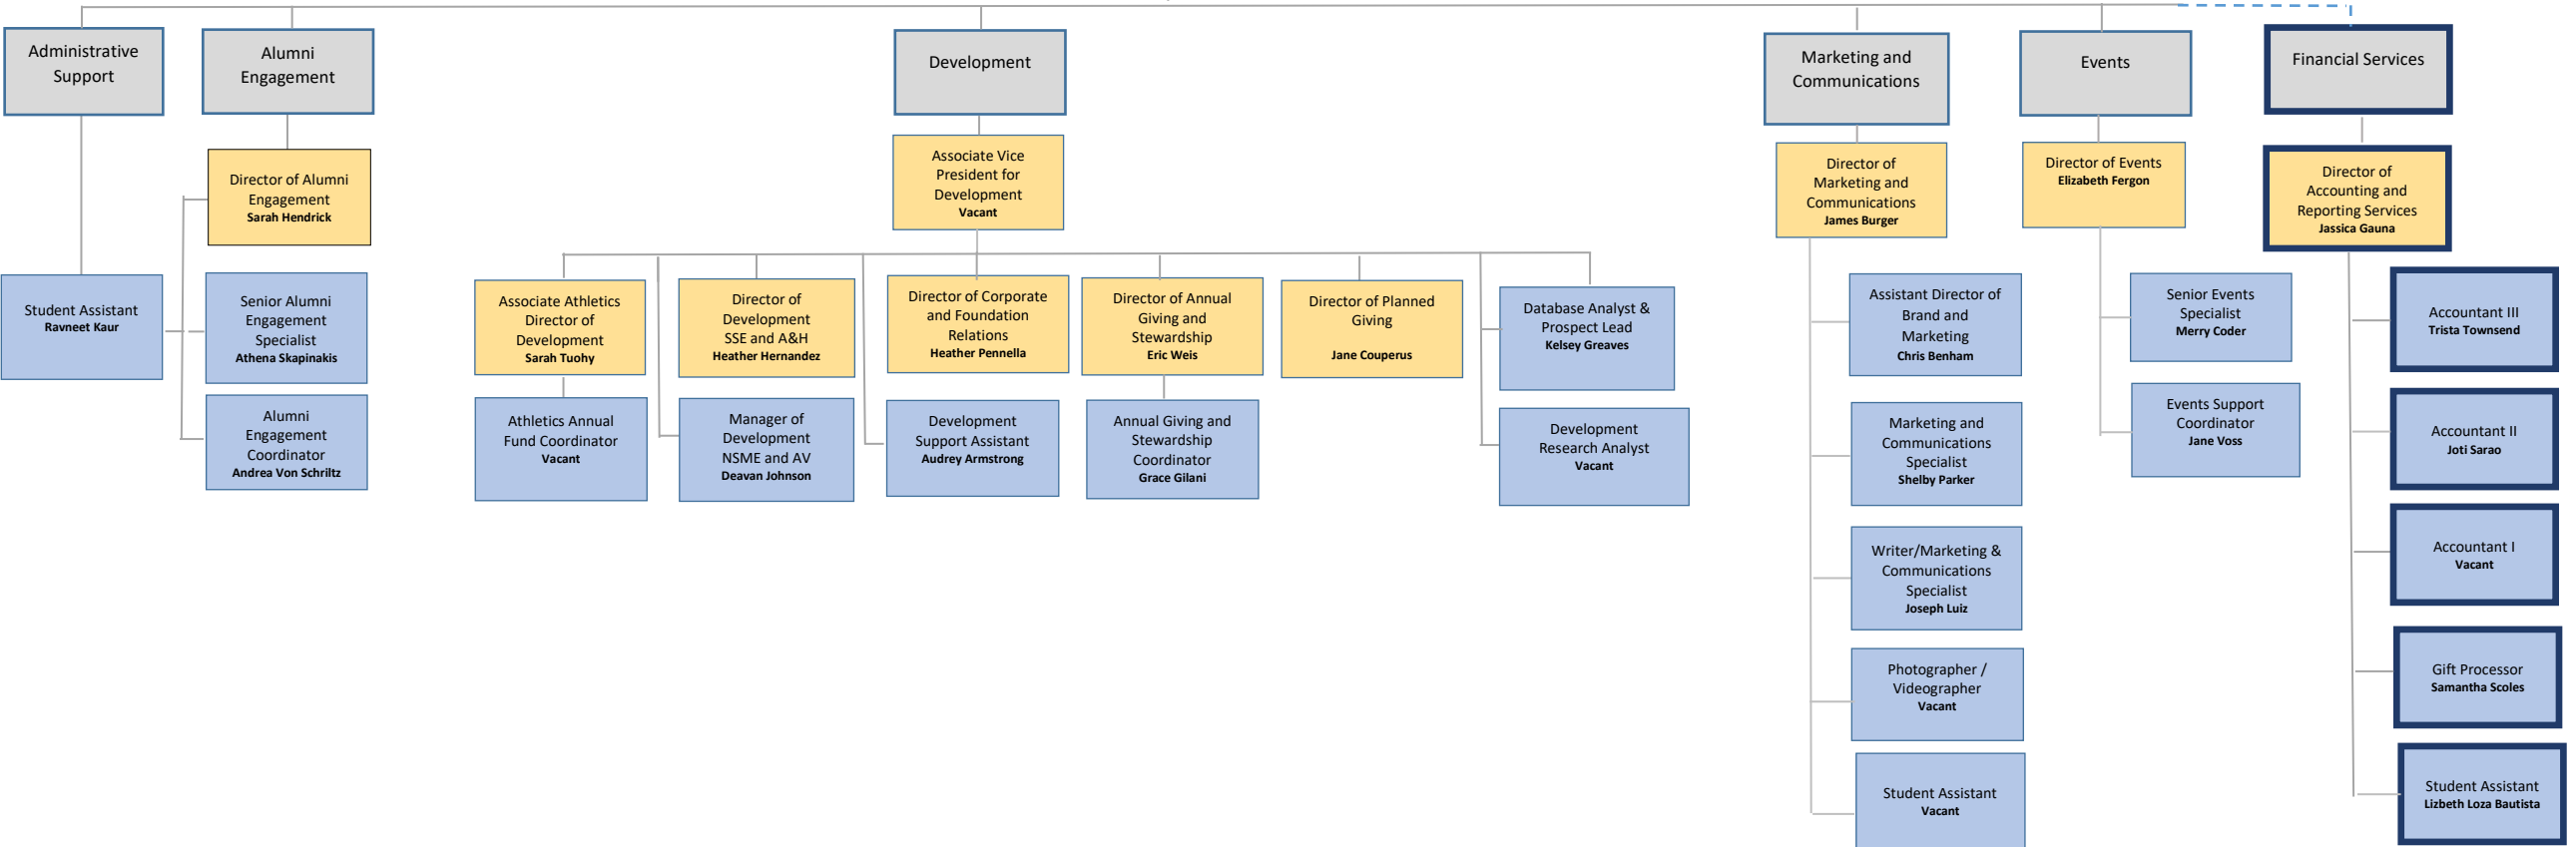 Administrative
Support
Alumni
Engagement
Development
Marketing and
Communications
Events
Financial Services
Director of Alumni
Engagement
Sarah Hendrick
Associate Vice
President for
Development
Vacant
Director of
Marketing and
Communications
James Burger
Director of Events
Elizabeth Fergon
Director of
Accounting and
Reporting Services
Jassica Gauna
Student Assistant
Ravneet Kaur
Senior Alumni
Engagement
Specialist
Athena Skapinakis
Alumni
Engagement
Coordinator
Andrea Von Schriltz
Associate Athletics
Director of
Development
Sarah Tuohy
Director of
Development
SSE and A&H
Heather Hernandez
Director of Corporate
and Foundation
Relations
Heather Pennella
Director of Annual
Giving and
Stewardship
Eric Weis
Director of Planned
Giving
Jane Couperus
Database Analyst &
Prospect Lead
Kelsey Greaves
Athletics Annual
Fund Coordinator
Vacant
Manager of
Development
NSME and AV
Deavan Johnson
Development
Support Assistant
Audrey Armstrong
Annual Giving and
Stewardship
Coordinator
Grace Gilani
Development
Research Analyst
Vacant
Assistant Director of
Brand and
Marketing
Chris Benham
Marketing and
Communications
Specialist
Shelby Parker
Writer/Marketing &
Communications
Specialist
Joseph Luiz
Photographer /
Videographer
Vacant
Student Assistant
Vacant
Senior Events
Specialist
Merry Coder
Events Support
Coordinator
Jane Voss
Accountant III
Trista Townsend
Accountant II
Joti Sarao
Accountant I
Vacant
Gift Processor
Samantha Scoles
Student Assistant
Lizbeth Loza Bautista